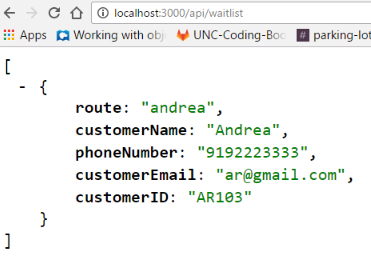 localhost:3000/api/waitlist
Apps Working with obj UNC-Coding-Boo # parking-lot
[
- {
route: "andrea",
customerName: "Andrea",
phoneNumber: "9192223333",
customerEmail: "ar@gmail.com",
customerID: "AR103"
}
]